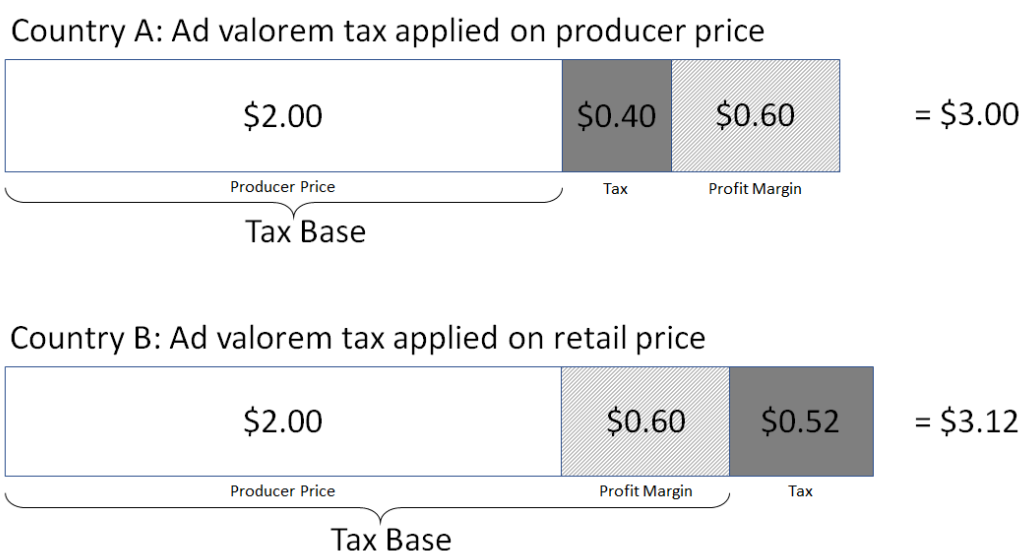 Country A: Ad valorem tax applied on producer price
$2.00 $0.40 $0.60 = $3.00
Producer Price Tax Profit Margin
Tax Base
Country B: Ad valorem tax applied on retail price
$2.00 $0.60 $0.52 = $3.12
Producer Price Profit Margin Tax
Tax Base